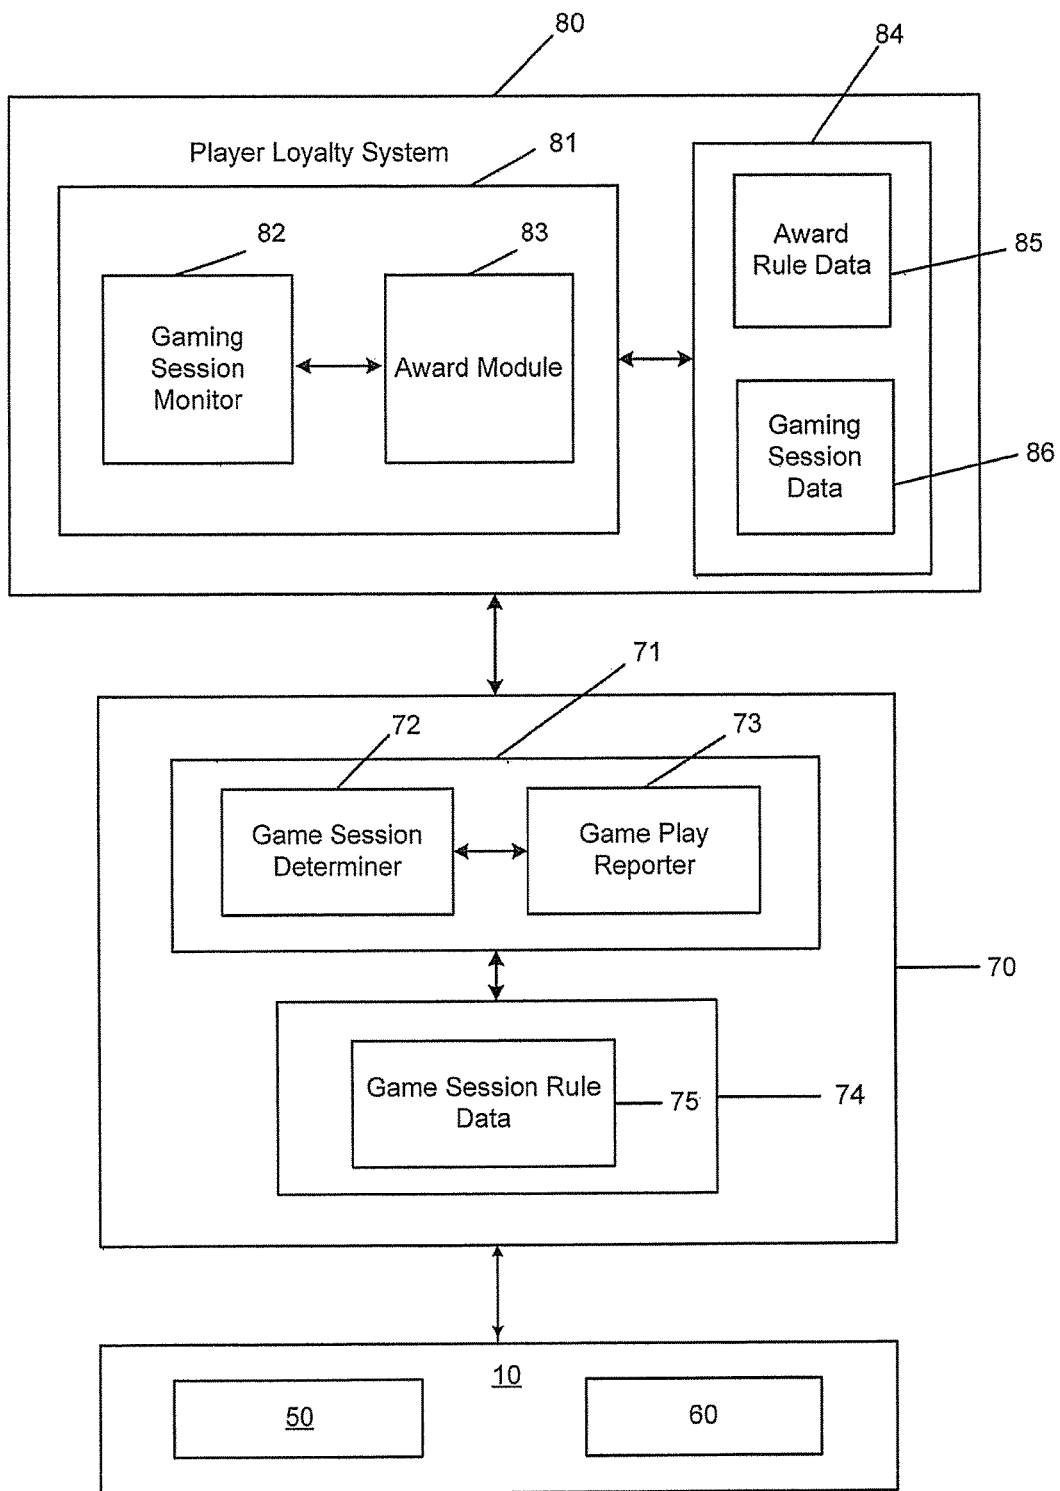 80
84
Player Loyalty System
81
82
83
85
Award
Rule Data
Gaming
Session
Monitor
Award Module
Gaming
Session
Data
86
71
72
73
Game Session
Determiner
Game Play
Reporter
70
Game Session Rule
Data
75
74
10
50
60